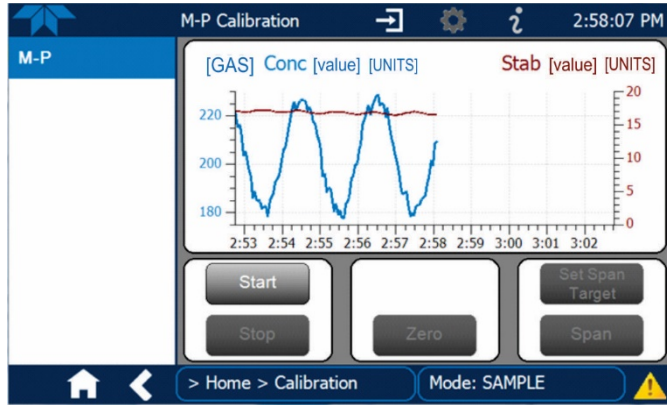 M-P Calibration 2:58:07 PM
M-P
[GAS] Conc [value] [UNITS] Stab [value] [UNITS]
220
200
180
20
15
10
5
0
2:53 2:54 2:55 2:56 2:57 2:58 2:59 3:00 3:01 3:02
Start
Set Span
Target
Stop
Zero
Span
> Home > Calibration
Mode: SAMPLE